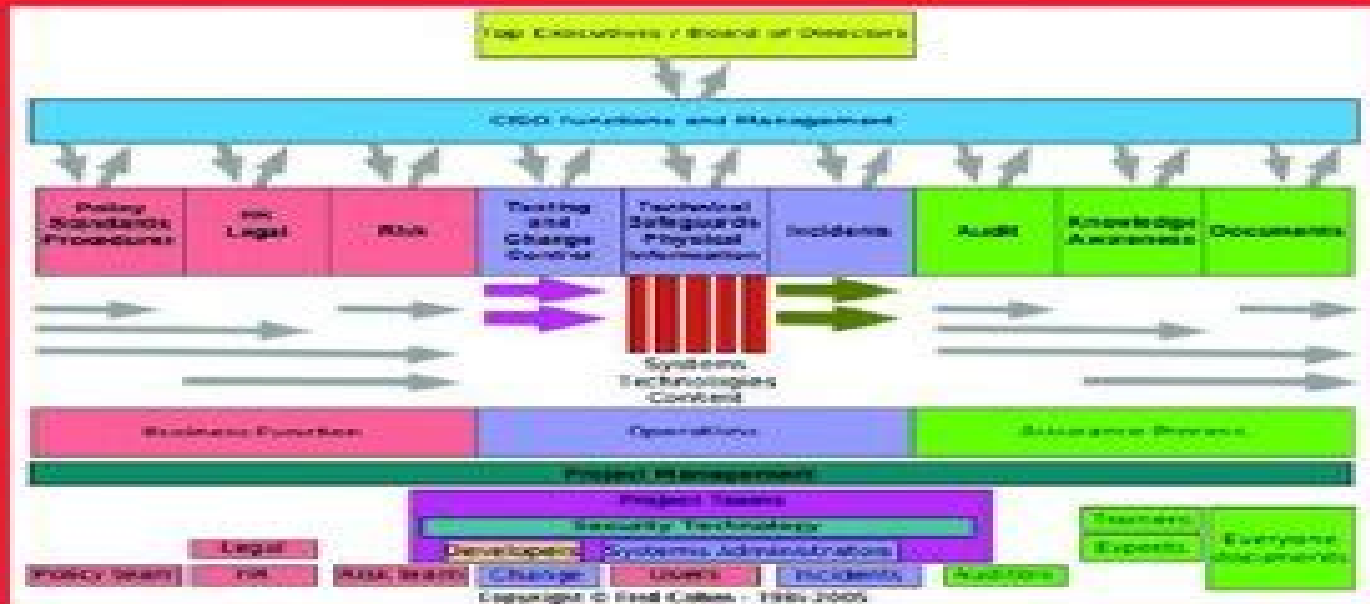 Top Executives / Board of Directors
CISO Functions and Management
Policy
Standards
Procedures
HR
Legal
Risk
Testing
and
Change
Control
Technical
Safeguards
Physical
Information
Incidents
Audit
Knowledge
Awareness
Documents
Systems
Technologies
Content
Business Function
Operations
Assurance Process
Project Management
Project Teams
Security Technology
Developers
Systems Administrators
Legal
Trainers
Experts
Everyone
documents
Policy team
HR
Risk team
Change
Users
Incidents
Auditors
Copyright © Fred Cohen - 2005